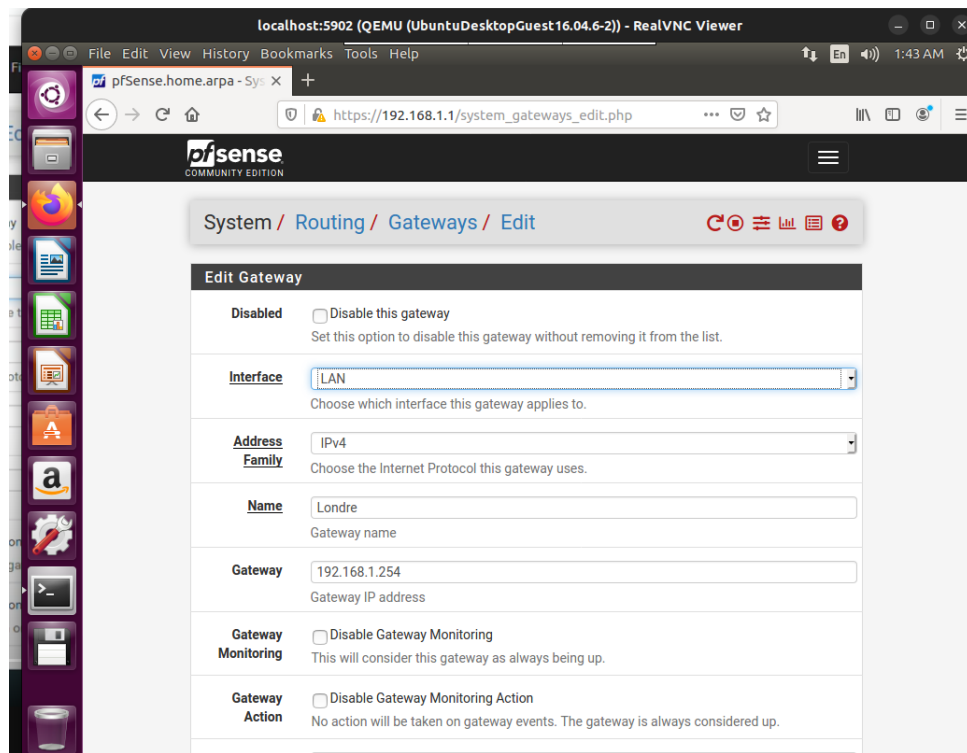 localhost:5902 (QEMU (UbuntuDesktopGuest16.04.6-2)) - RealVNC Viewer
File Edit View History Bookmarks Tools Help
En
1:43 AM
pfSense.home.arpa - Sys
https://192.168.1.1/system_gateways_edit.php
pfsense
COMMUNITY EDITION
System / Routing / Gateways / Edit
Edit Gateway
Disabled
Disable this gateway
Set this option to disable this gateway without removing it from the list.
Interface
LAN
Choose which interface this gateway applies to.
Address
Family
IPv4
Choose the Internet Protocol this gateway uses.
Name
Londre
Gateway name
Gateway
192.168.1.254
Gateway IP address
Gateway
Monitoring
Disable Gateway Monitoring
This will consider this gateway as always being up.
Gateway
Action
Disable Gateway Monitoring Action
No action will be taken on gateway events. The gateway is always considered up.